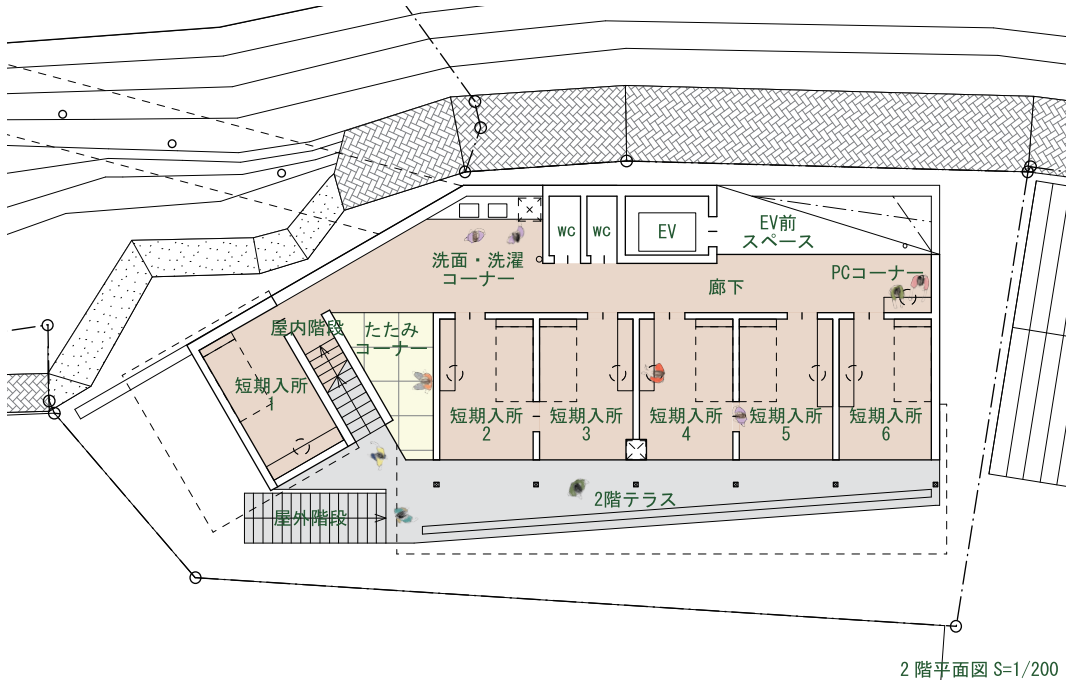 WC
WC
EV
EV前
スペース
洗面・洗濯
コーナー
廊下
PCコーナー
屋内階段
たたみ
コーナー
短期入所
1
短期入所
2
短期入所
3
短期入所
4
短期入所
5
短期入所
6
2階テラス
屋外階段
2階平面図 S=1/200